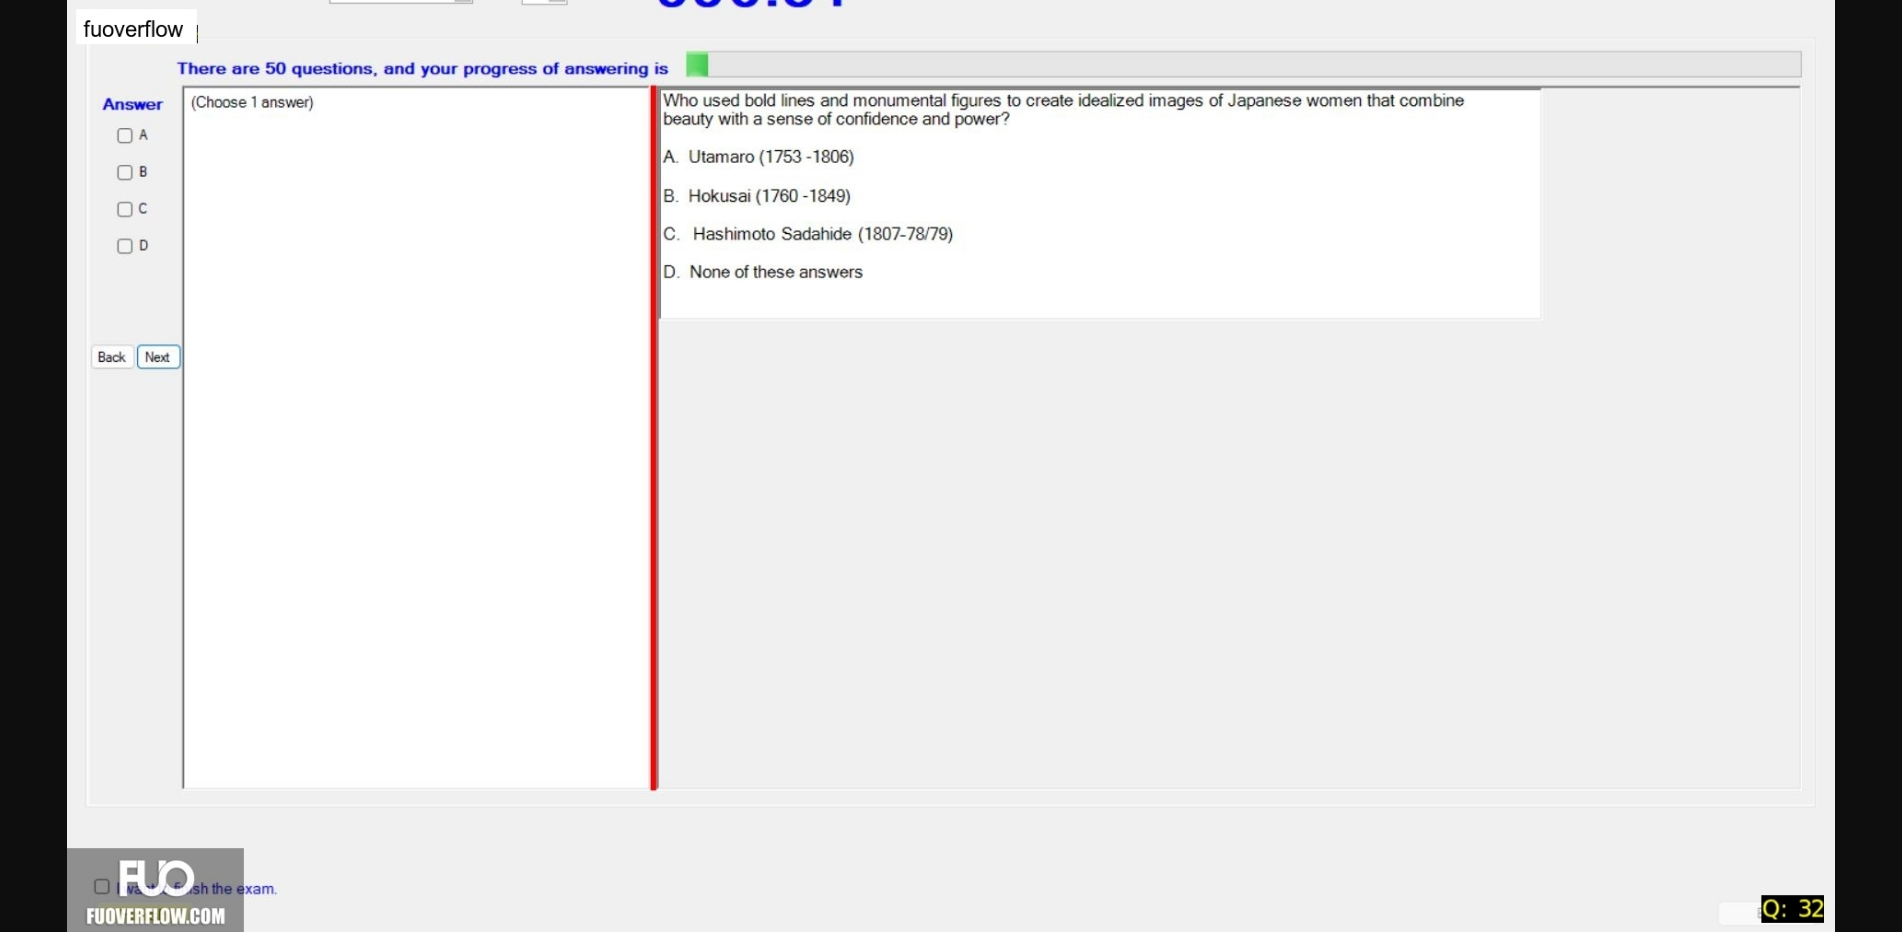 fuoverflow
There are 50 questions, and your progress of answering is
Answer
(Choose 1 answer)
A
B
C
D
Back
Next
Who used bold lines and monumental figures to create idealized images of Japanese women that combine
beauty with a sense of confidence and power?
A. Utamaro (1753 -1806)
B. Hokusai (1760 -1849)
C. Hashimoto Sadahide (1807-78/79)
D. None of these answers
sh the exam.
FUO
FUOVERFLOW.COM
Q: 32